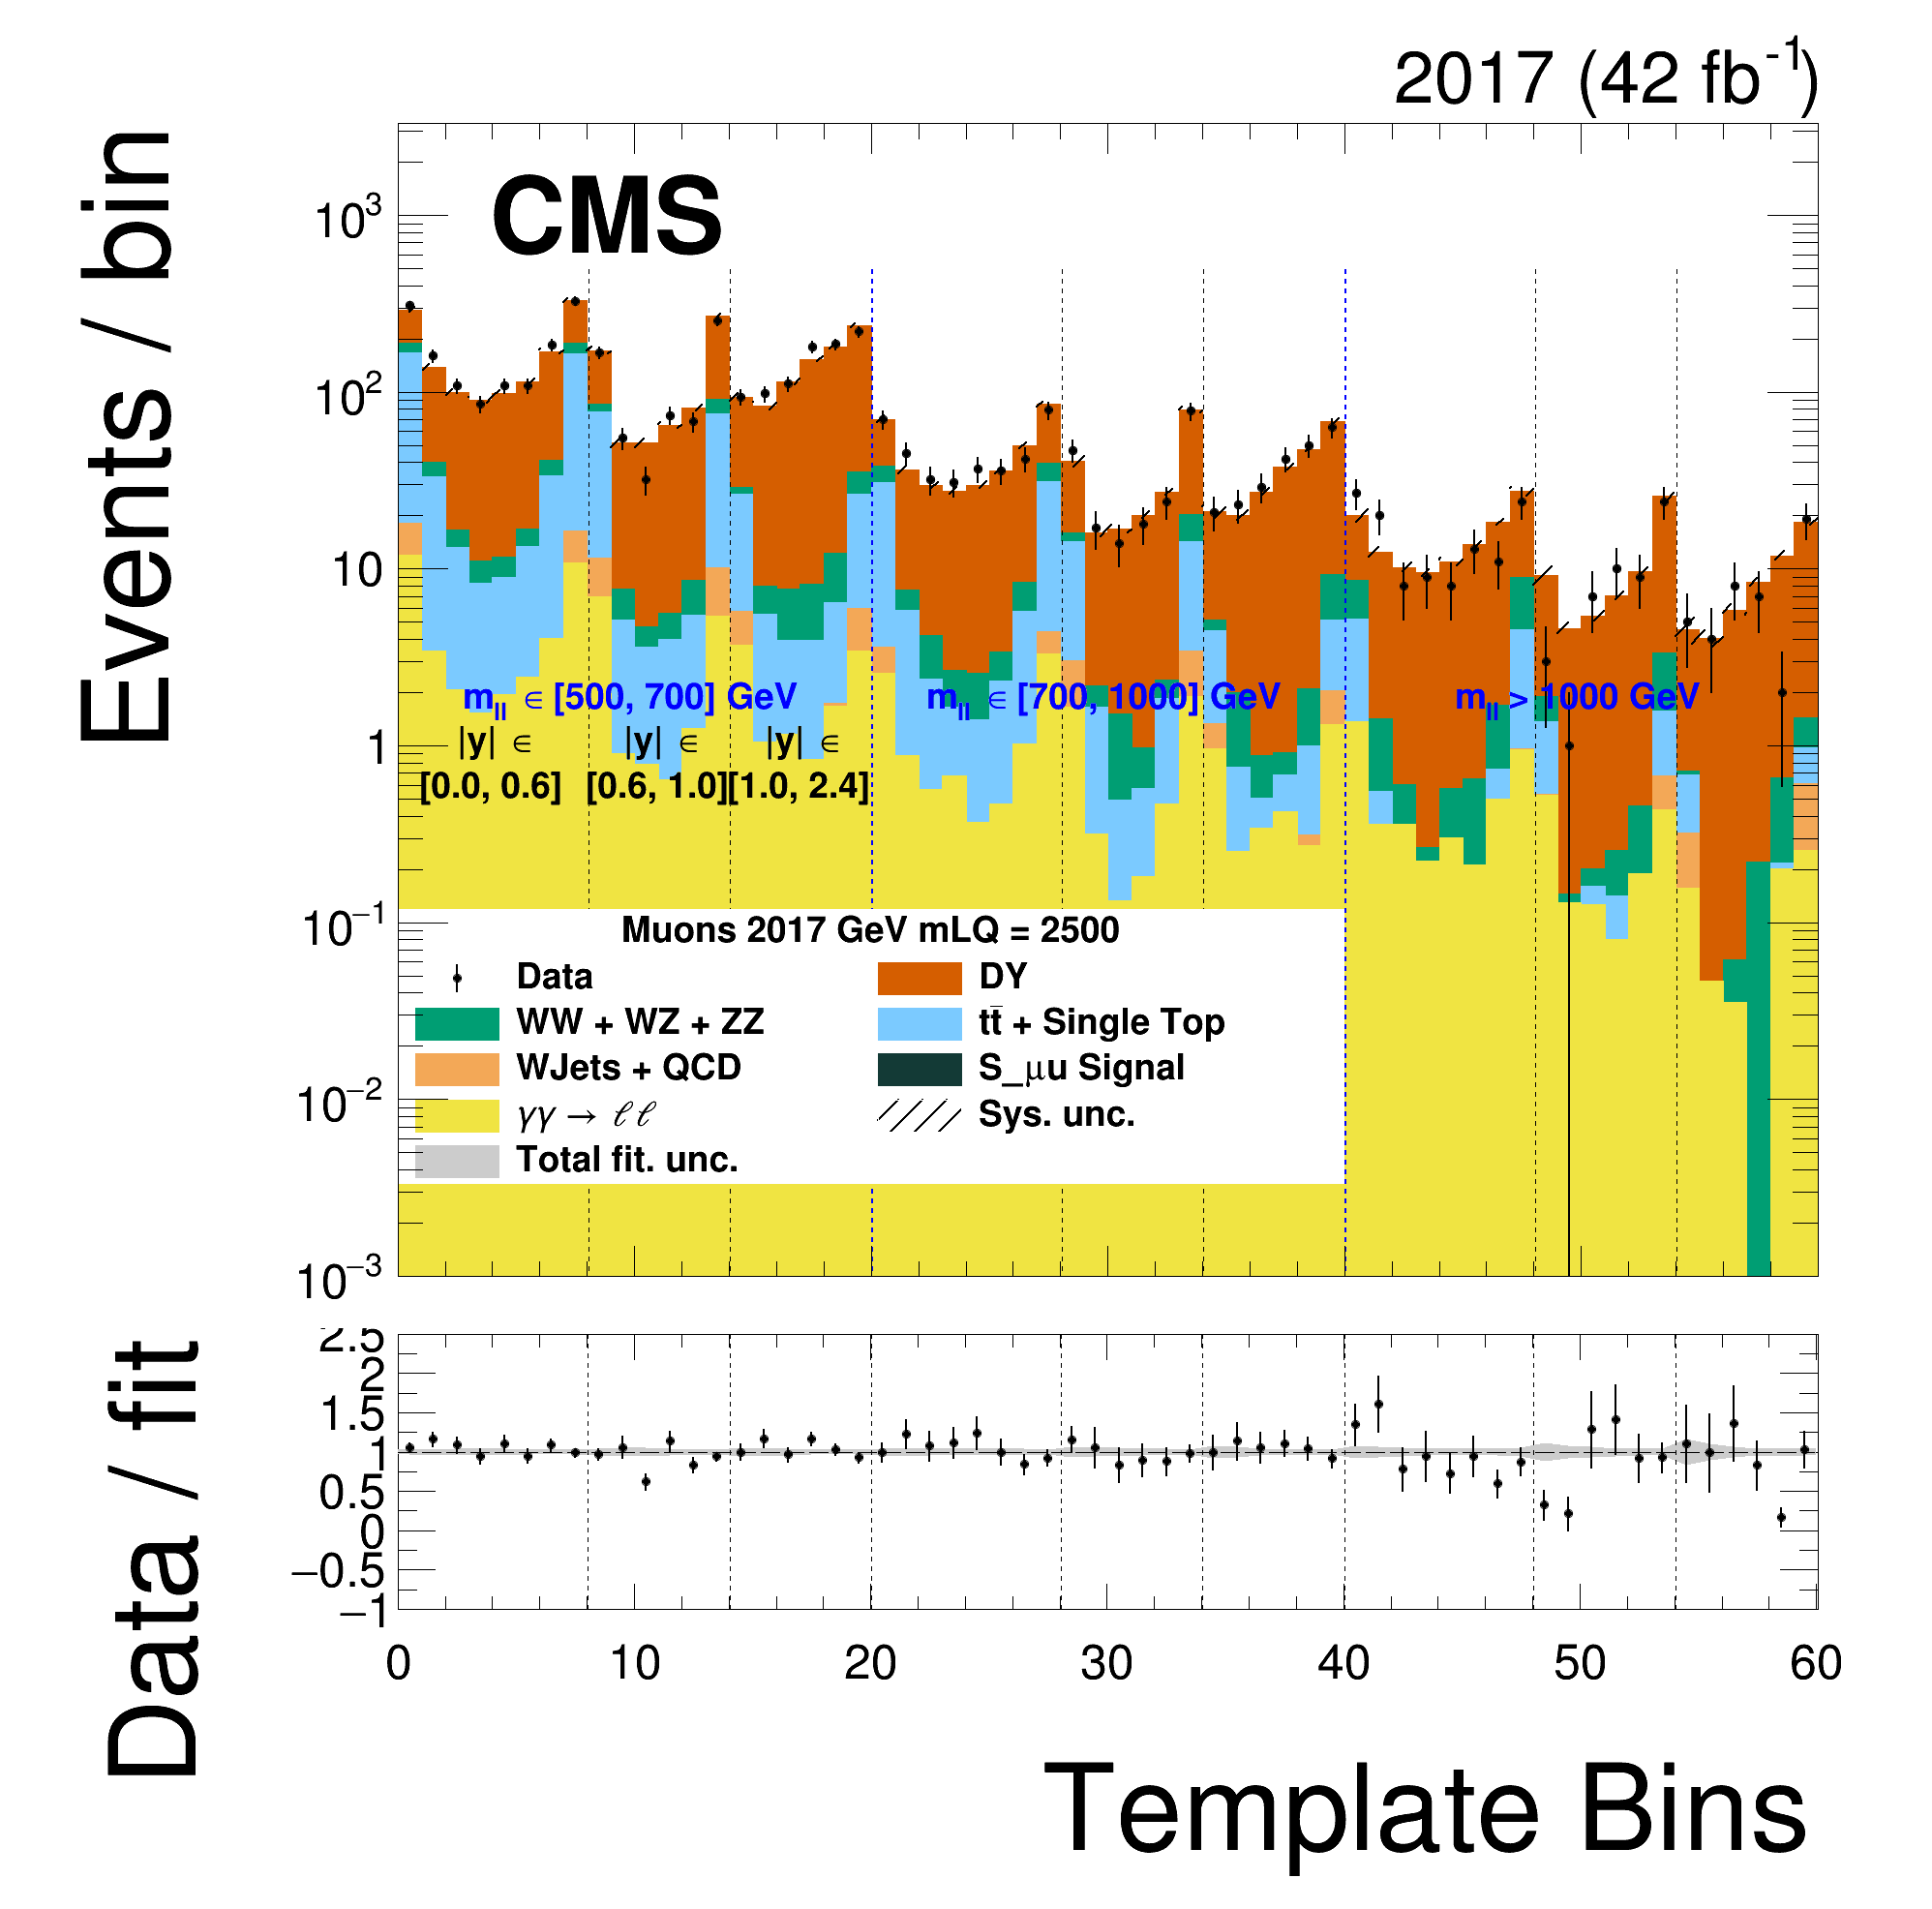 2017 (42 fb-1)
Events / bin
CMS
10^3
10^2
10
1
10^−1
10^−2
10^−3
m_ll ∈ [500, 700] GeV
m_ll ∈ [700, 1000] GeV
m_ll > 1000 GeV
|y| ∈ |y| ∈ |y| ∈
[0.0, 0.6] [0.6, 1.0] [1.0, 2.4]
Muons 2017 GeV mLQ = 2500
Data DY
WW + WZ + ZZ tt̄ + Single Top
WJets + QCD S_μu Signal
γγ → ℓℓ Sys. unc.
Total fit. unc.
Data / fit
2.5
2
1.5
1
0.5
0
−0.5
−1
0 10 20 30 40 50 60
Template Bins